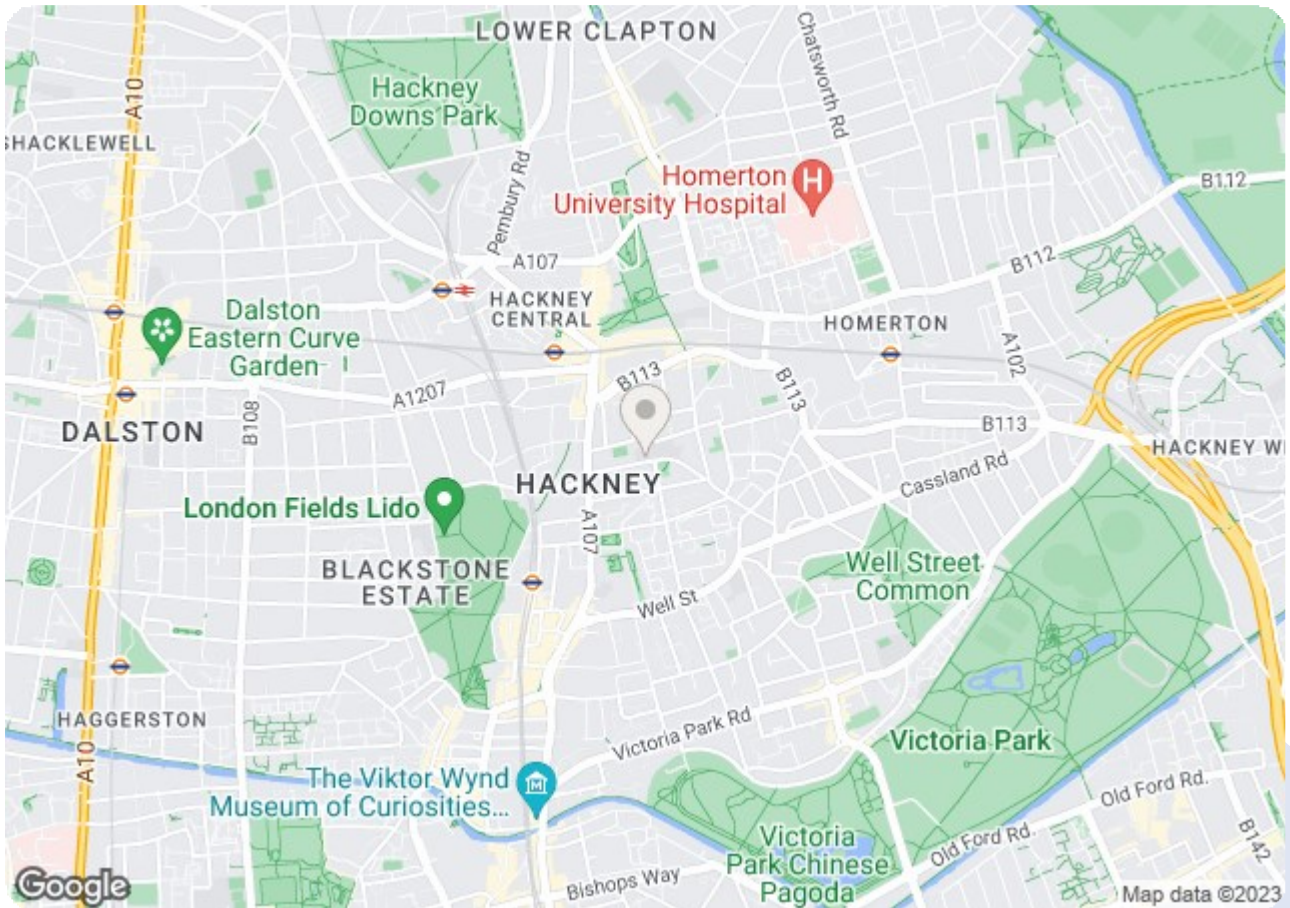 LOWER CLAPTON
Chatsworth Rd
A10
Hackney
Downs Park
SHACKLEWELL
Pembury Rd
Homerton
University Hospital
H
B112
A107
B112
HACKNEY
CENTRAL
Dalston
Eastern Curve
Garden
HOMERTON
A102
B113
A1207
B113
B108
DALSTON
B113
HACKNEY WI
HACKNEY
Cassland Rd
London Fields Lido
A107
BLACKSTONE
ESTATE
Well Street
Common
Well St
HAGGERSTON
Victoria Park Rd
Victoria Park
A10
The Viktor Wynd
Museum of Curiosities...
M
Old Ford Rd.
Victoria
Park Chinese
Pagoda
Old Ford Rd.
B142
Bishops Way
Google
Map data ©2023